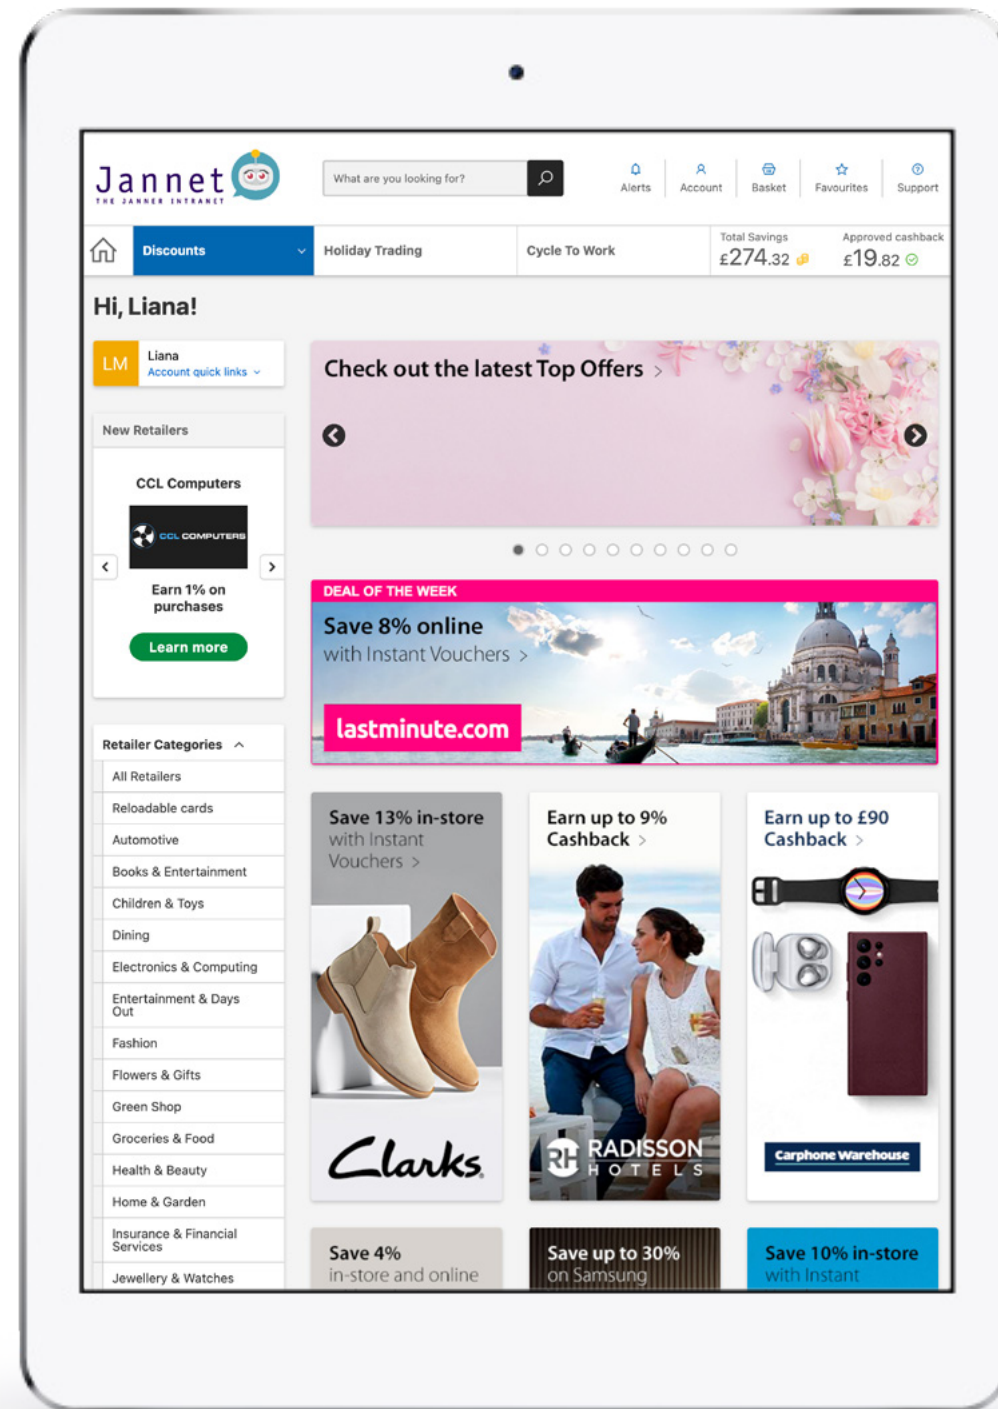 Jannet
THE JANNER INTRANET
What are you looking for?
Alerts
Account
Basket
Favourites
Support
Discounts
Holiday Trading
Cycle To Work
Total Savings
£274.32
Approved cashback
£19.82
Hi, Liana!
LM
Liana
Account quick links
Check out the latest Top Offers >
New Retailers
CCL Computers
CCL COMPUTERS
Earn 1% on
purchases
Learn more
DEAL OF THE WEEK
Save 8% online
with Instant Vouchers >
lastminute.com
Retailer Categories
All Retailers
Reloadable cards
Automotive
Books & Entertainment
Children & Toys
Dining
Electronics & Computing
Entertainment & Days
Out
Fashion
Flowers & Gifts
Green Shop
Groceries & Food
Health & Beauty
Home & Garden
Insurance & Financial
Services
Jewellery & Watches
Save 13% in-store
with Instant
Vouchers >
Clarks
Earn up to 9%
Cashback >
RH RADISSON
HOTELS
Earn up to £90
Cashback >
Carphone Warehouse
Save 4%
in-store and online
Save up to 30%
on Samsung
Save 10% in-store
with Instant